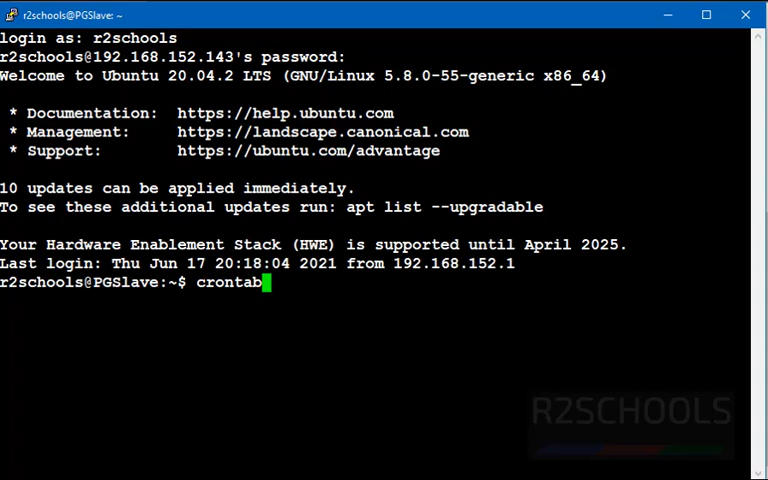 r2schools@PGSlave: ~
login as: r2schools
r2schools@192.168.152.143's password:
Welcome to Ubuntu 20.04.2 LTS (GNU/Linux 5.8.0-55-generic x86_64)
* Documentation:  https://help.ubuntu.com
* Management:     https://landscape.canonical.com
* Support:        https://ubuntu.com/advantage
10 updates can be applied immediately.
To see these additional updates run: apt list --upgradable
Your Hardware Enablement Stack (HWE) is supported until April 2025.
Last login: Thu Jun 17 20:18:04 2021 from 192.168.152.1
r2schools@PGSlave:~$ crontab
R2SCHOOLS